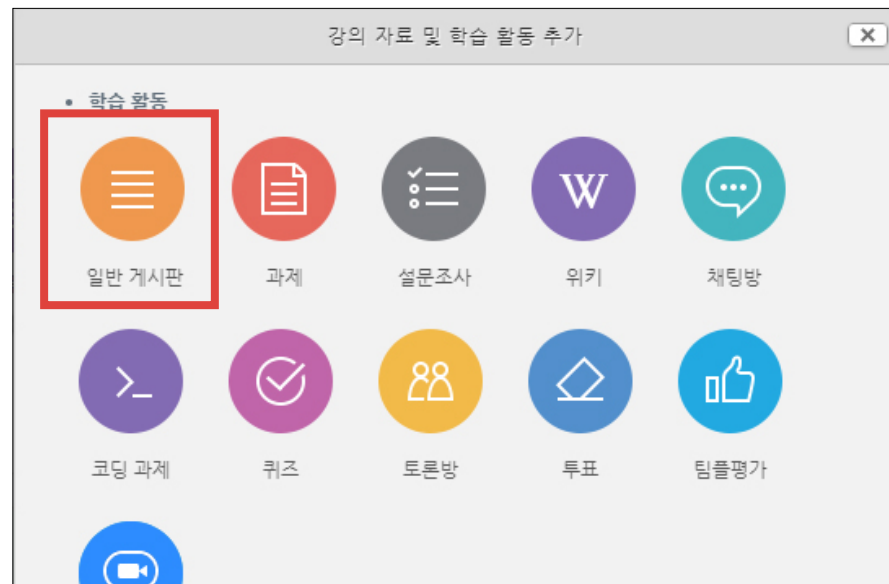 강의 자료 및 학습 활동 추가
학습 활동
일반 게시판 과제 설문조사 위키 채팅방
코딩 과제 퀴즈 토론방 투표 팀플평가